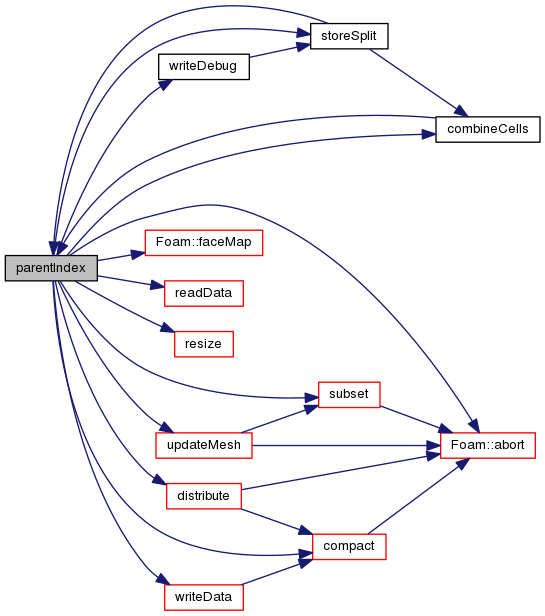 storeSplit
writeDebug
combineCells
Foam::faceMap
parentIndex
readData
resize
subset
updateMesh
Foam::abort
distribute
compact
writeData